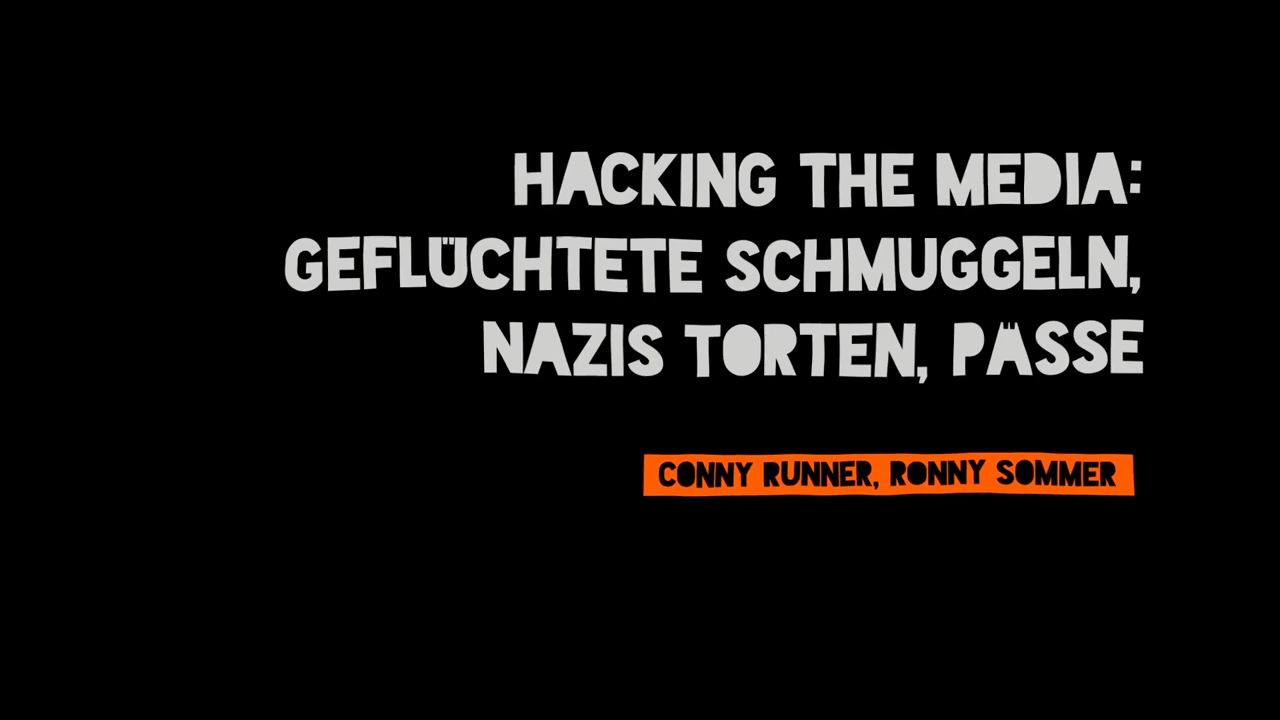 HACKING THE MEDIA:
GEFLÜCHTETE SCHMUGGELN,
NAZIS TORTEN, PÄSSE
CONNY RUNNER, RONNY SOMMER